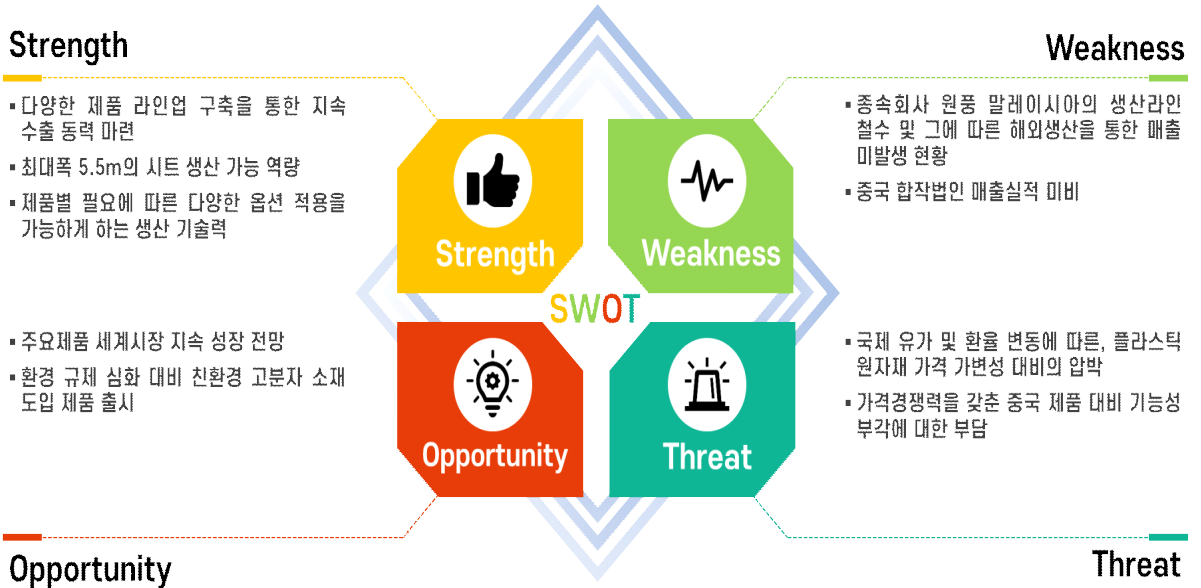 Strength
▪ 다양한 제품 라인업 구축을 통한 지속
수출 동력 마련
▪ 최대폭 5.5m의 시트 생산 가능 역량
▪ 제품별 필요에 따른 다양한 옵션 적용을
가능하게 하는 생산 기술력
Weakness
▪ 종속회사 원풍 말레이시아의 생산라인
철수 및 그에 따른 해외생산을 통한 매출
미발생 현황
▪ 중국 합작법인 매출실적 미비
Strength
Weakness
SWOT
Opportunity
Threat
▪ 주요제품 세계시장 지속 성장 전망
▪ 환경 규제 심화 대비 친환경 고분자 소재
도입 제품 출시
Opportunity
▪ 국제 유가 및 환율 변동에 따른, 플라스틱
원자재 가격 가변성 대비의 압박
▪ 가격경쟁력을 갖춘 중국 제품 대비 기능성
부각에 대한 부담
Threat